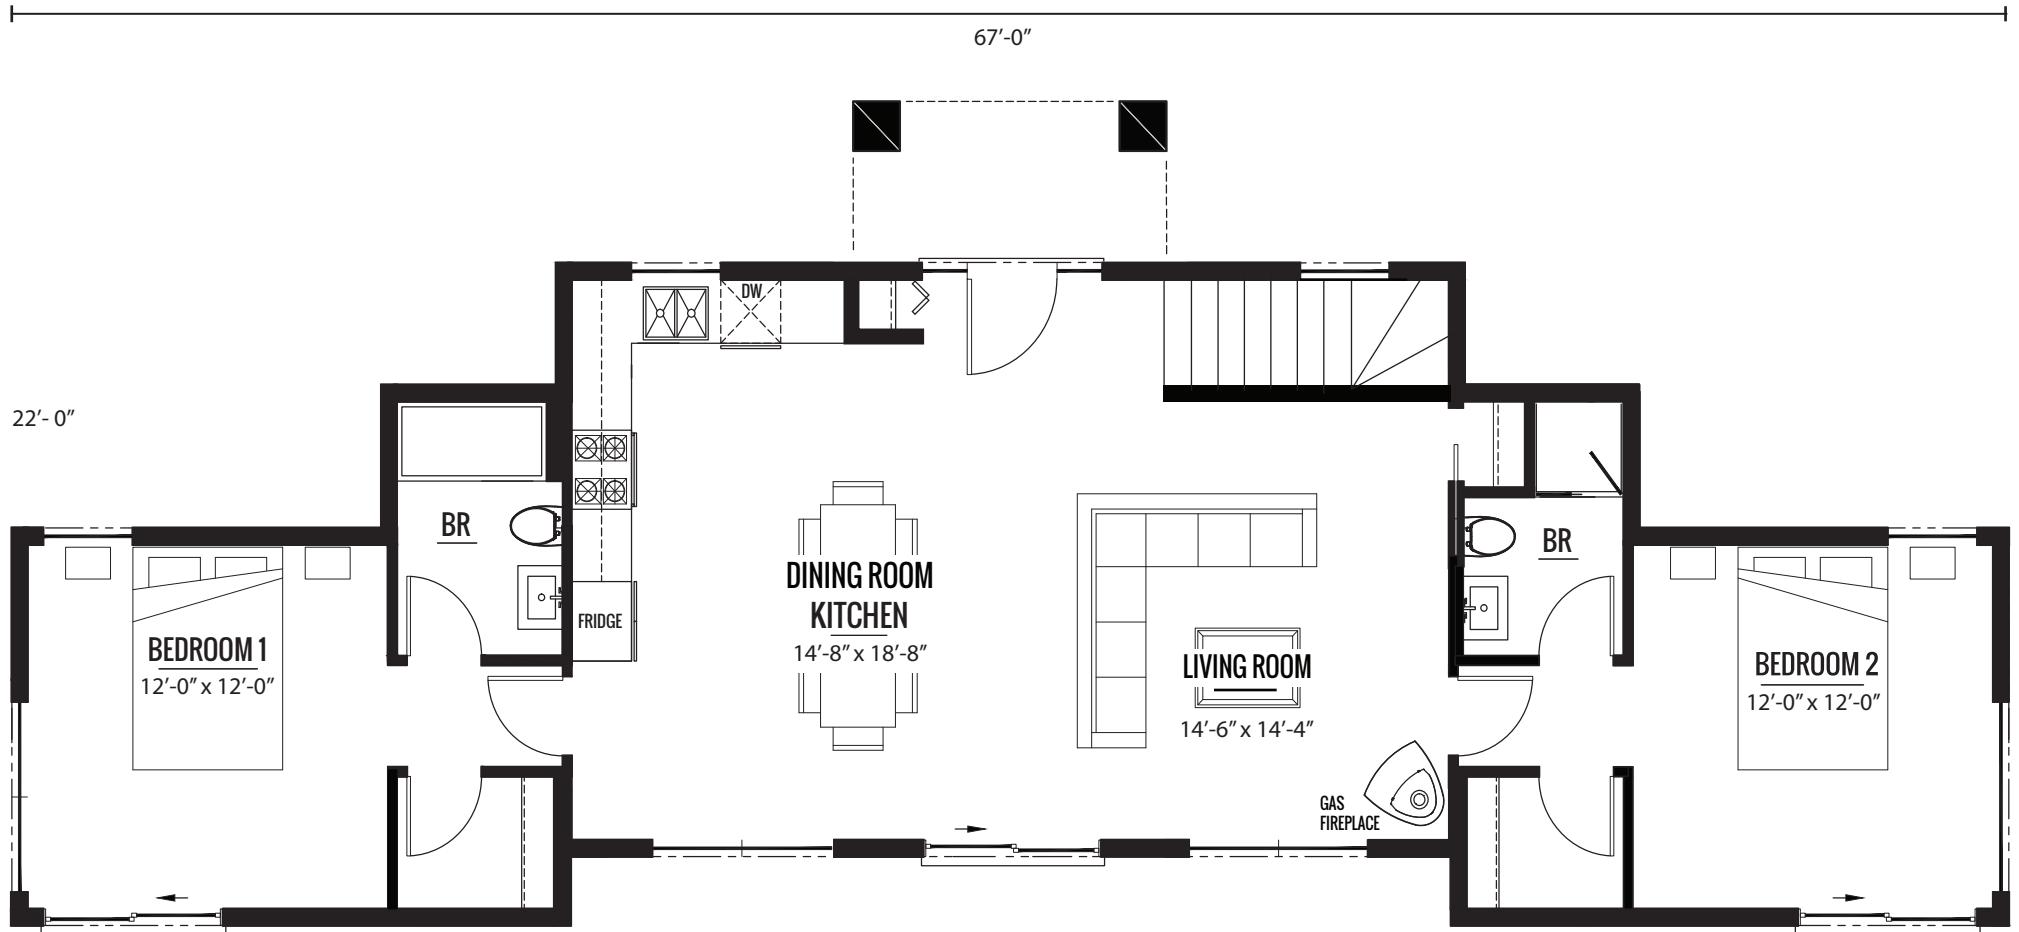 67’-0”
DW
22’- 0”
BR
BR
DINING ROOM
KITCHEN
14’-8” x 18’-8”
FRIDGE
BEDROOM 1
12’-0” x 12’-0”
LIVING ROOM
14’-6” x 14’-4”
BEDROOM 2
12’-0” x 12’-0”
GAS
FIREPLACE